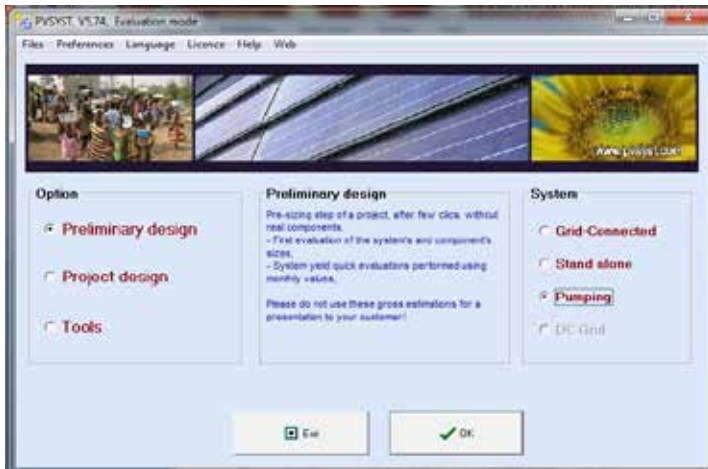 PVSYST V5.74, Evaluation mode
Files Preferences Language Licence Help Web
www.pvsyst.com
Option
Preliminary design
Project design
Tools
Preliminary design
Pre-sizing step of a project, after few clics, without
real components.
- First evaluation of the system's and component's
sizes,
- System yield quick evaluations performed using
monthly values,
Please do not use these gross estimations for a
presentation to your customer!
System
Grid-Connected
Stand alone
Pumping
DC Grid
Exit
OK